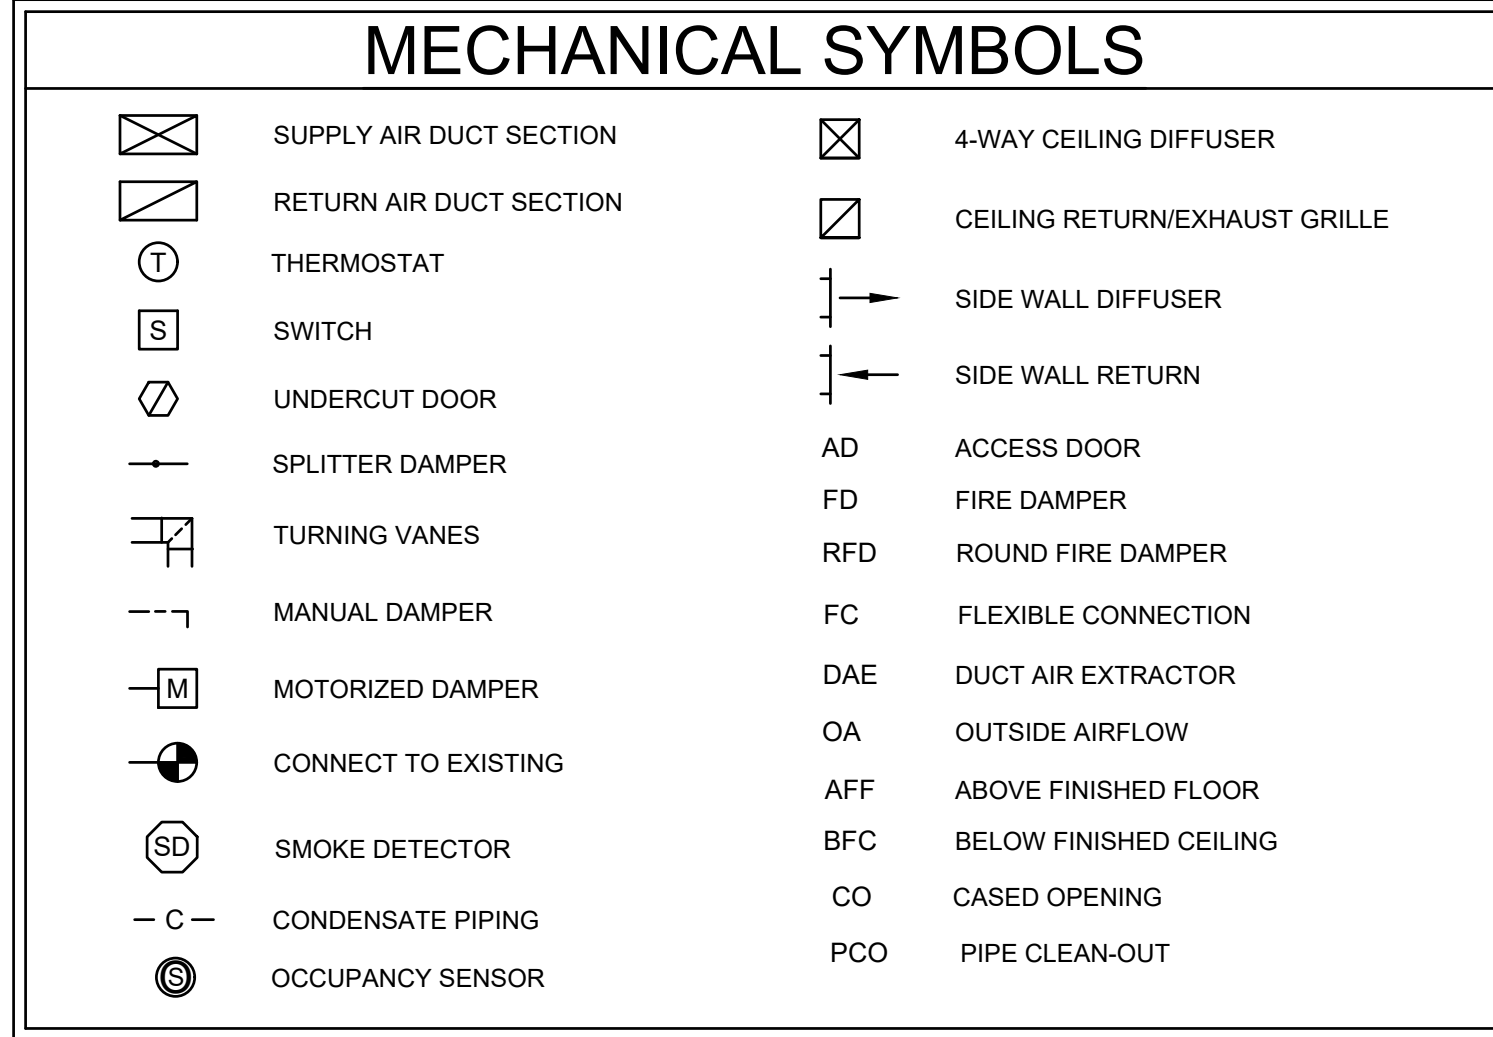 MECHANICAL SYMBOLS
SUPPLY AIR DUCT SECTION
RETURN AIR DUCT SECTION
T THERMOSTAT
S SWITCH
UNDERCUT DOOR
SPLITTER DAMPER
TURNING VANES
MANUAL DAMPER
M MOTORIZED DAMPER
CONNECT TO EXISTING
SD SMOKE DETECTOR
C CONDENSATE PIPING
S OCCUPANCY SENSOR
4-WAY CEILING DIFFUSER
CEILING RETURN/EXHAUST GRILLE
SIDE WALL DIFFUSER
SIDE WALL RETURN
AD ACCESS DOOR
FD FIRE DAMPER
RFD ROUND FIRE DAMPER
FC FLEXIBLE CONNECTION
DAE DUCT AIR EXTRACTOR
OA OUTSIDE AIRFLOW
AFF ABOVE FINISHED FLOOR
BFC BELOW FINISHED CEILING
CO CASED OPENING
PCO PIPE CLEAN-OUT